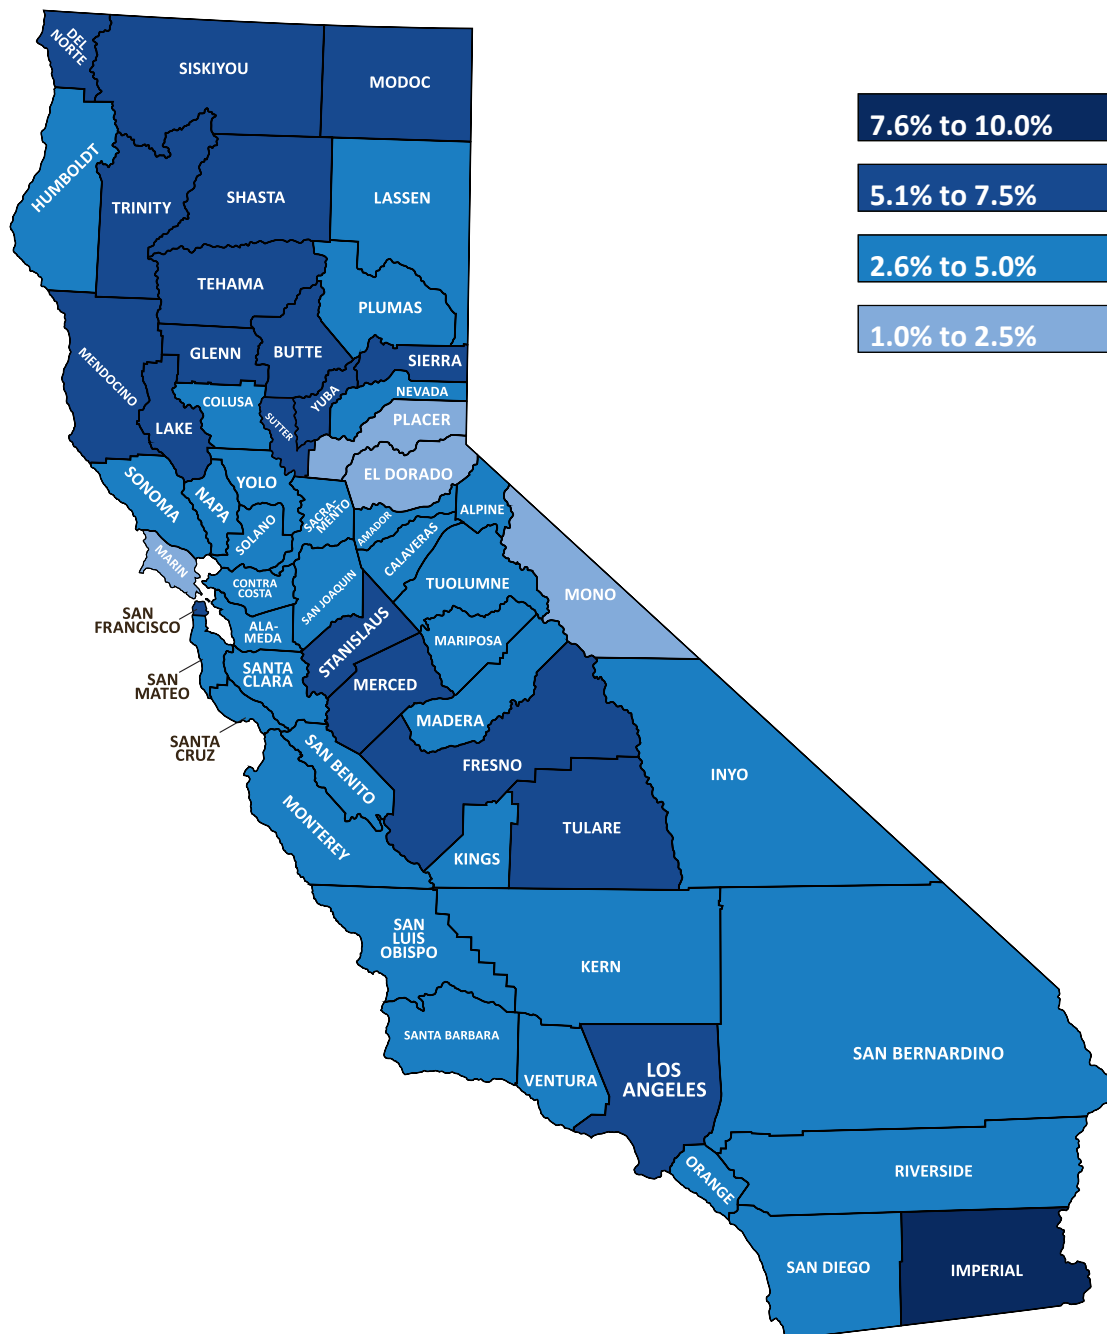 DEL
NORTE
SISKIYOU
MODOC
7.6% to 10.0%
5.1% to 7.5%
2.6% to 5.0%
1.0% to 2.5%
HUMBOLDT
TRINITY
SHASTA
LASSEN
TEHAMA
PLUMAS
MENDOCINO
GLENN
BUTTE
SIERRA
LAKE
COLUSA
SUTTER
YUBA
NEVADA
PLACER
EL DORADO
SONOMA
NAPA
YOLO
SOLANO
SACRA-
MENTO
AMADOR
ALPINE
CALAVERAS
MARIN
CONTRA
COSTA
SAN JOAQUIN
TUOLUMNE
MONO
SAN
FRANCISCO
ALA-
MEDA
STANISLAUS
MARIPOSA
SAN
MATEO
SANTA
CLARA
MERCED
MADERA
SANTA
CRUZ
SAN BENITO
FRESNO
INYO
MONTEREY
KINGS
TULARE
SAN
LUIS
OBISPO
KERN
SANTA BARBARA
VENTURA
LOS
ANGELES
SAN BERNARDINO
ORANGE
RIVERSIDE
SAN DIEGO
IMPERIAL